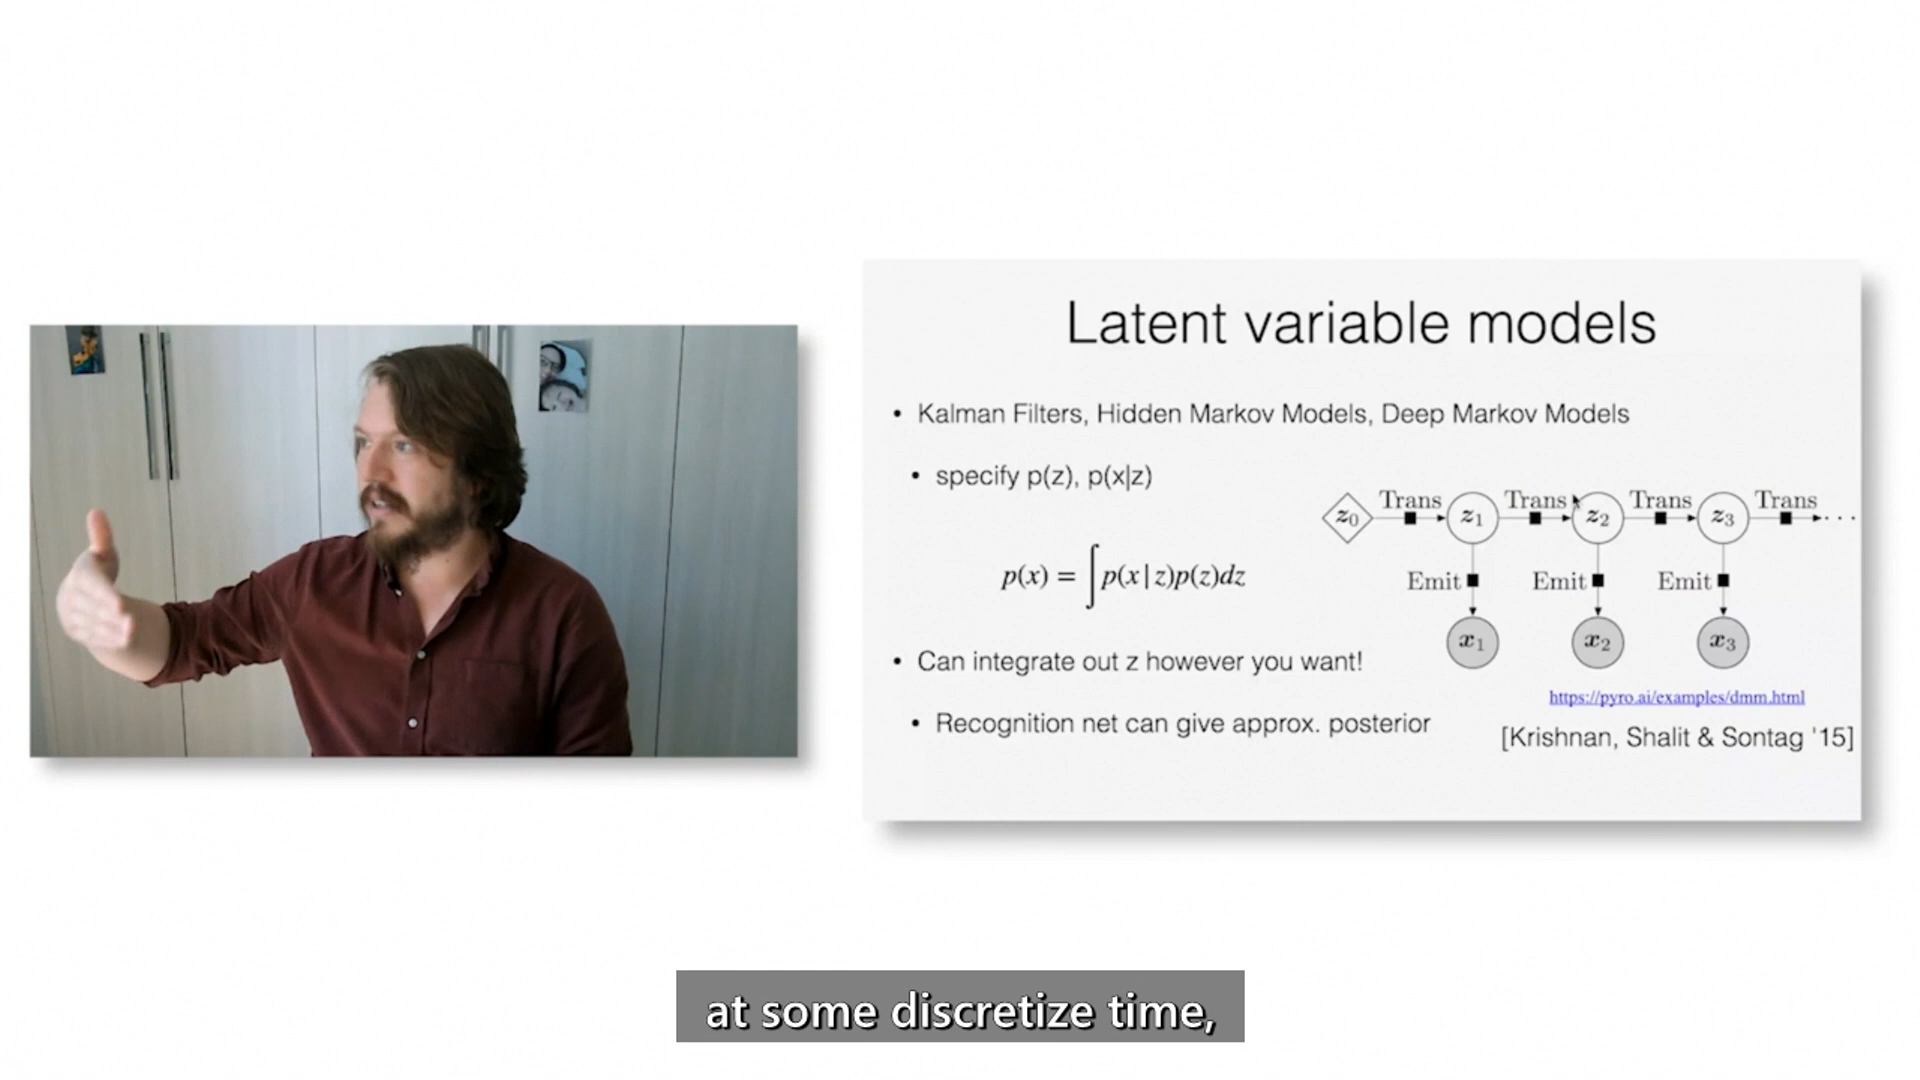 Latent variable models
• Kalman Filters, Hidden Markov Models, Deep Markov Models
• specify p(z), p(x|z)
p(x) = ∫p(x|z)p(z)dz
z₀ Trans z₁ Trans z₂ Trans z₃ Trans ...
Emit Emit Emit
x₁ x₂ x₃
• Can integrate out z however you want!
https://pyro.ai/examples/dmm.html
• Recognition net can give approx. posterior
[Krishnan, Shalit & Sontag '15]
at some discretize time,